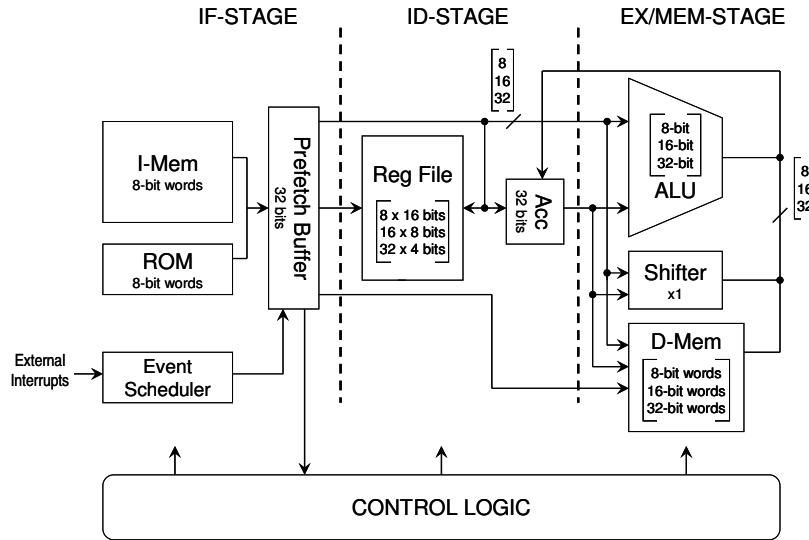 IF-STAGE
ID-STAGE
EX/MEM-STAGE
8
16
32
I-Mem
8-bit words
ROM
8-bit words
Prefetch Buffer
32 bits
Reg File
8 x 16 bits
16 x 8 bits
32 x 4 bits
Acc
32 bits
8-bit
16-bit
32-bit
ALU
8
16
32
Shifter
x1
D-Mem
8-bit words
16-bit words
32-bit words
External
Interrupts
Event
Scheduler
CONTROL LOGIC